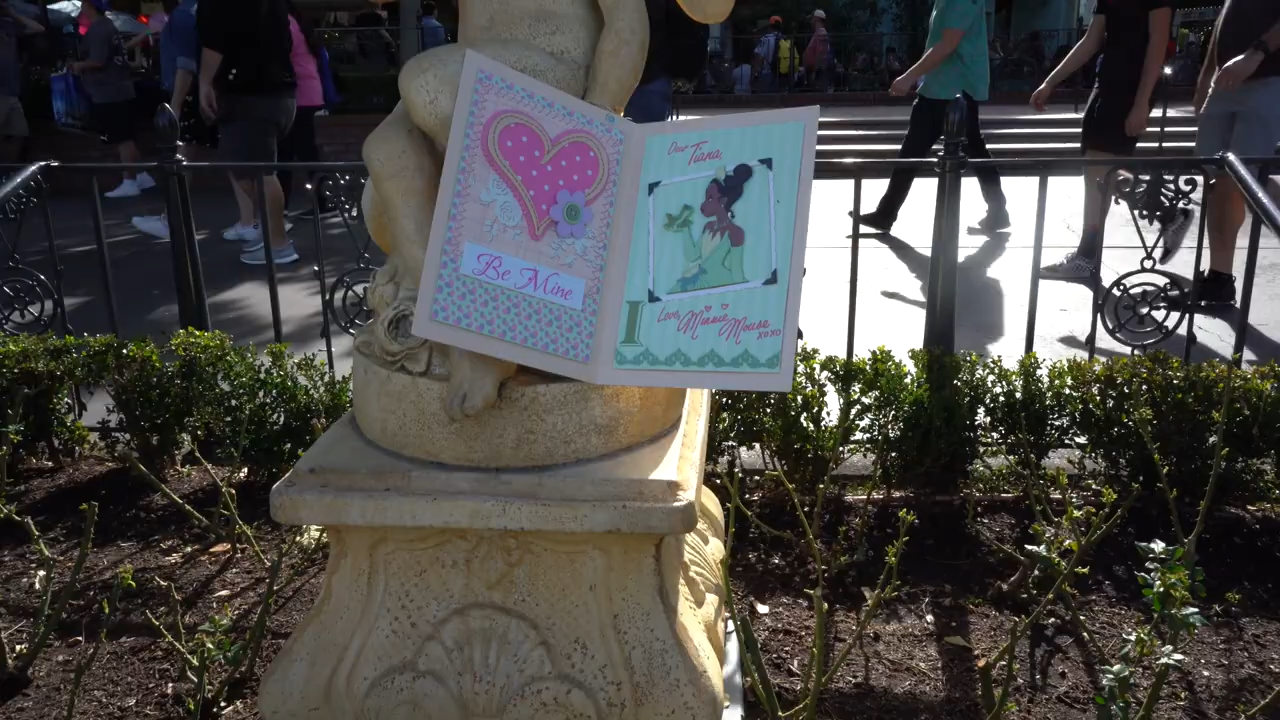 Be Mine
Dear Tiana,
I
Love, Minnie
Mouse
xoxo